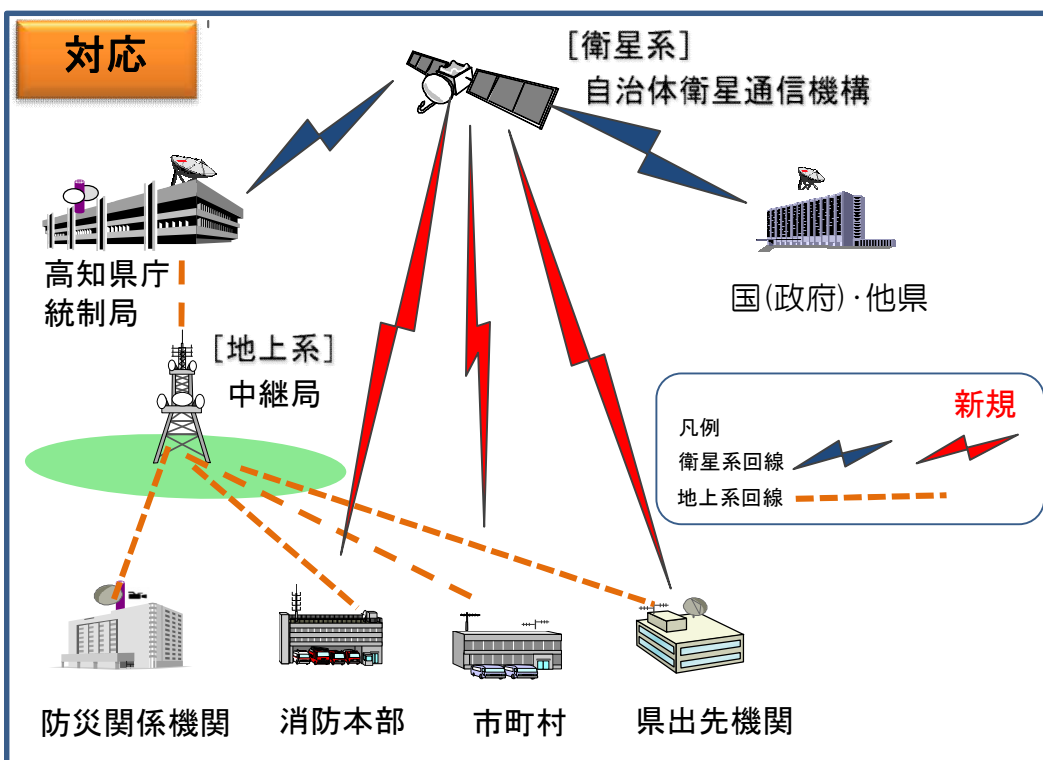 対応
[衛星系]
自治体衛星通信機構
高知県庁
統制局
国(政府)・他県
[地上系]
中継局
新規
凡例
衛星系回線
地上系回線
防災関係機関
消防本部
市町村
県出先機関